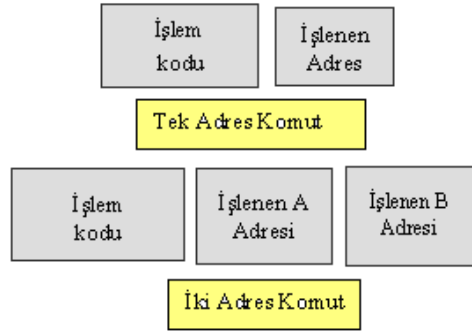 İşlem
kodu
İşlenen
Adres
Tek Adres Komut
İşlem
kodu
İşlenen A
Adresi
İşlenen B
Adresi
İki Adres Komut